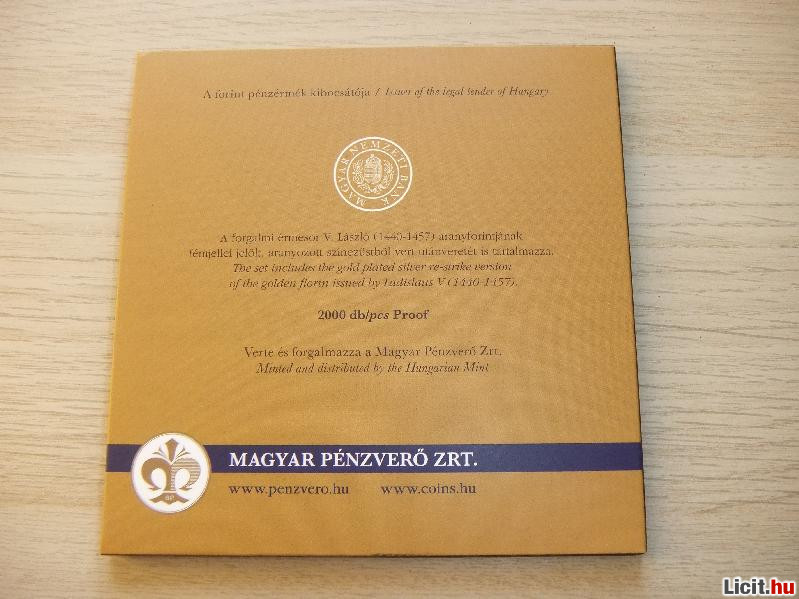 A forint pénzérmék kibocsátója / Issuer of the legal tender of Hungary
MAGYAR NEMZETI BANK
A forgalmi érmesor V. László (1440-1457) aranyforintjának
fémjellel jelölt, aranyozott színezüstből vert utánveretét is tartalmazza.
The set includes the gold plated silver re-strike version
of the golden florin issued by Ladislaus V (1440-1457).
2000 db/pcs Proof
Verte és forgalmazza a Magyar Pénzverő Zrt.
Minted and distributed by the Hungarian Mint
BP
MAGYAR PÉNZVERŐ ZRT.
www.penzvero.hu www.coins.hu
Licit.hu